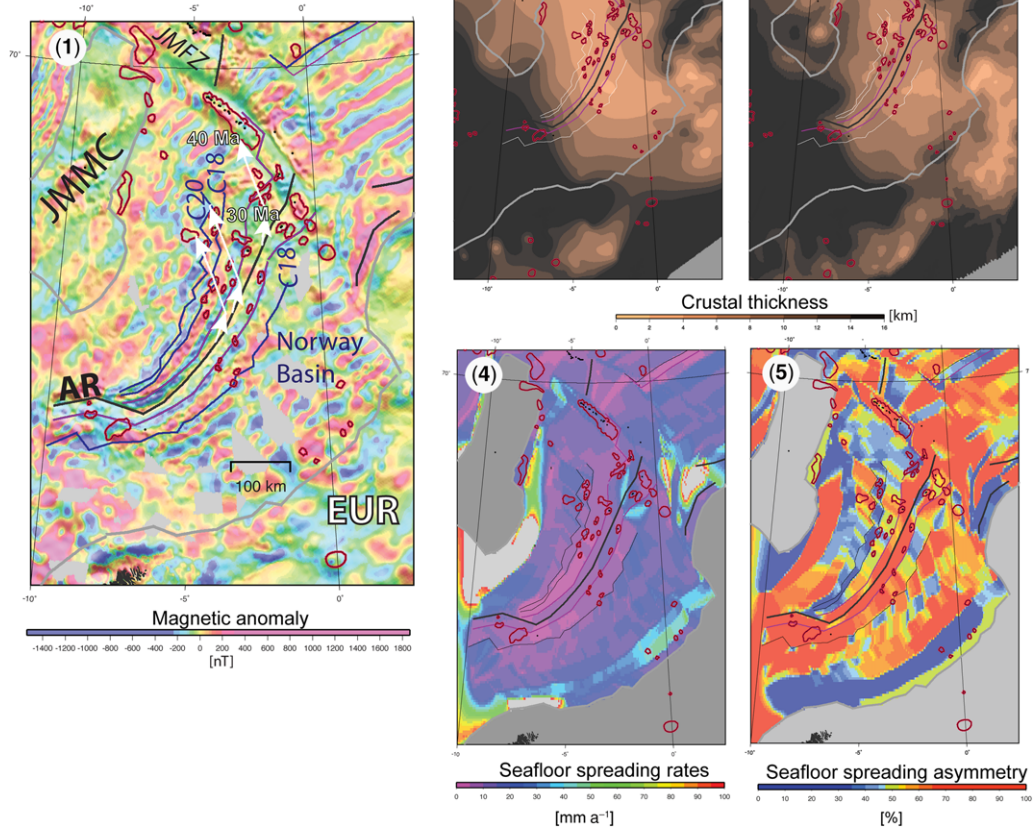 -10° -5° 0°
(1)
JMFZ
70°
40 Ma
JMMC
C20
C18
30 Ma
C18
Norway
Basin
AR
100 km
EUR
-10° -5° 0°
Magnetic anomaly
-1400 -1200 -1000 -800 -600 -400 -200 0 200 400 600 800 1000 1200 1400 1600 1800
[nT]
-10° -5° 0° -10° -5° 0°
Crustal thickness
0 2 4 6 8 10 12 14 16
[km]
-10° -5° 0° -10° -5° 0°
(4)
70°
(5)
7
-10 -5° 0° -10° -5° 0°
Seafloor spreading rates
0 10 20 30 40 50 60 70 80 90 100
[mm a⁻¹]
Seafloor spreading asymmetry
0 10 20 30 40 50 60 70 80 90 100
[%]